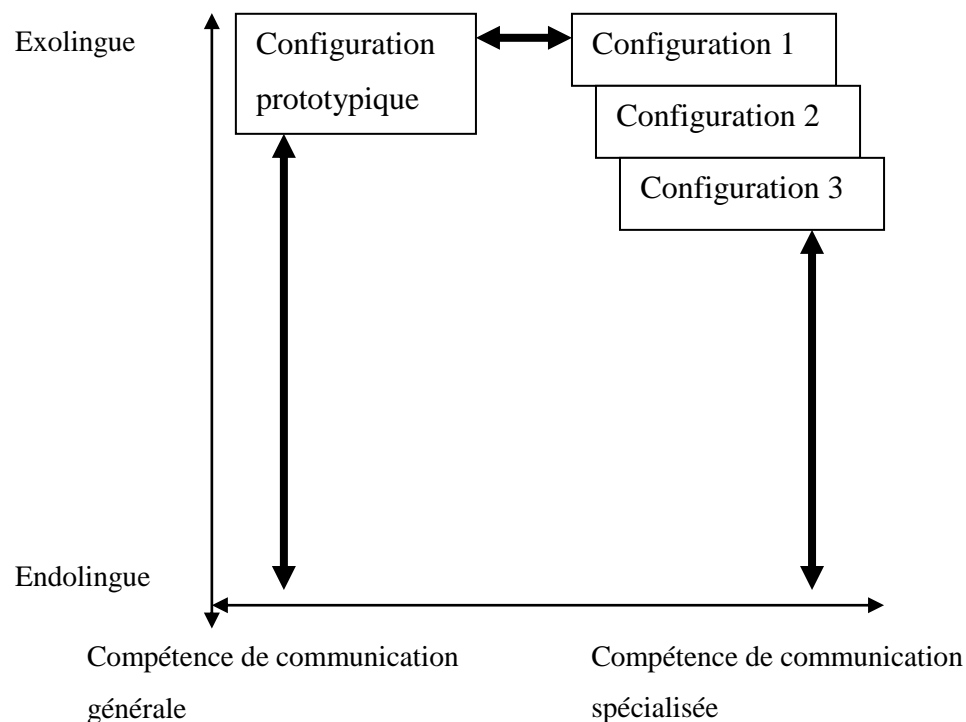 Exolingue
Configuration
prototypique
Configuration 1
Configuration 2
Configuration 3
Endolingue
Compétence de communication
générale
Compétence de communication
spécialisée